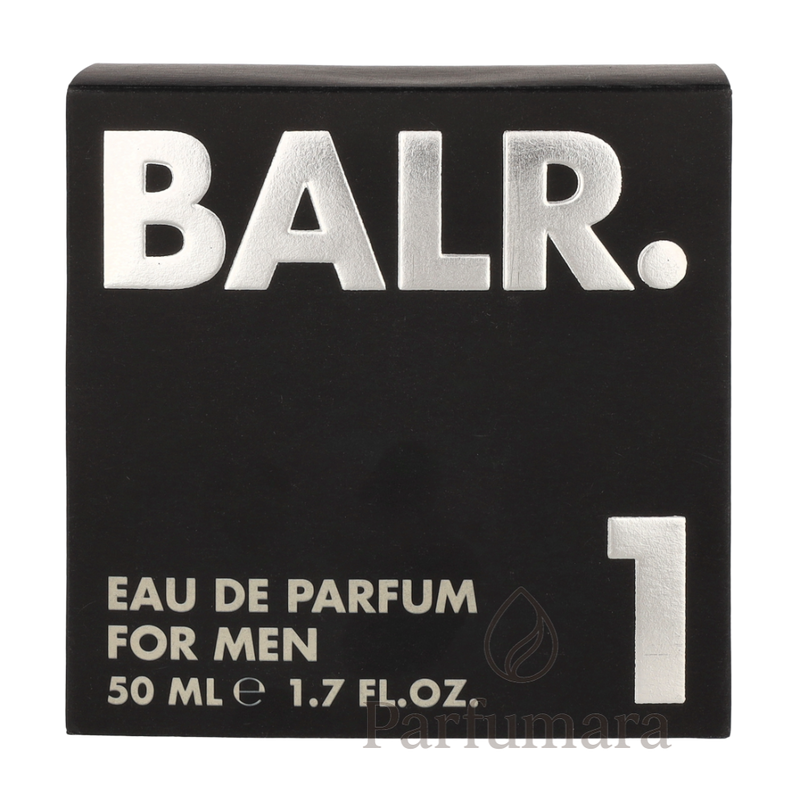 BALR.
1
EAU DE PARFUM
FOR MEN
50 ML ℮ 1.7 FL.OZ.
Parfumara